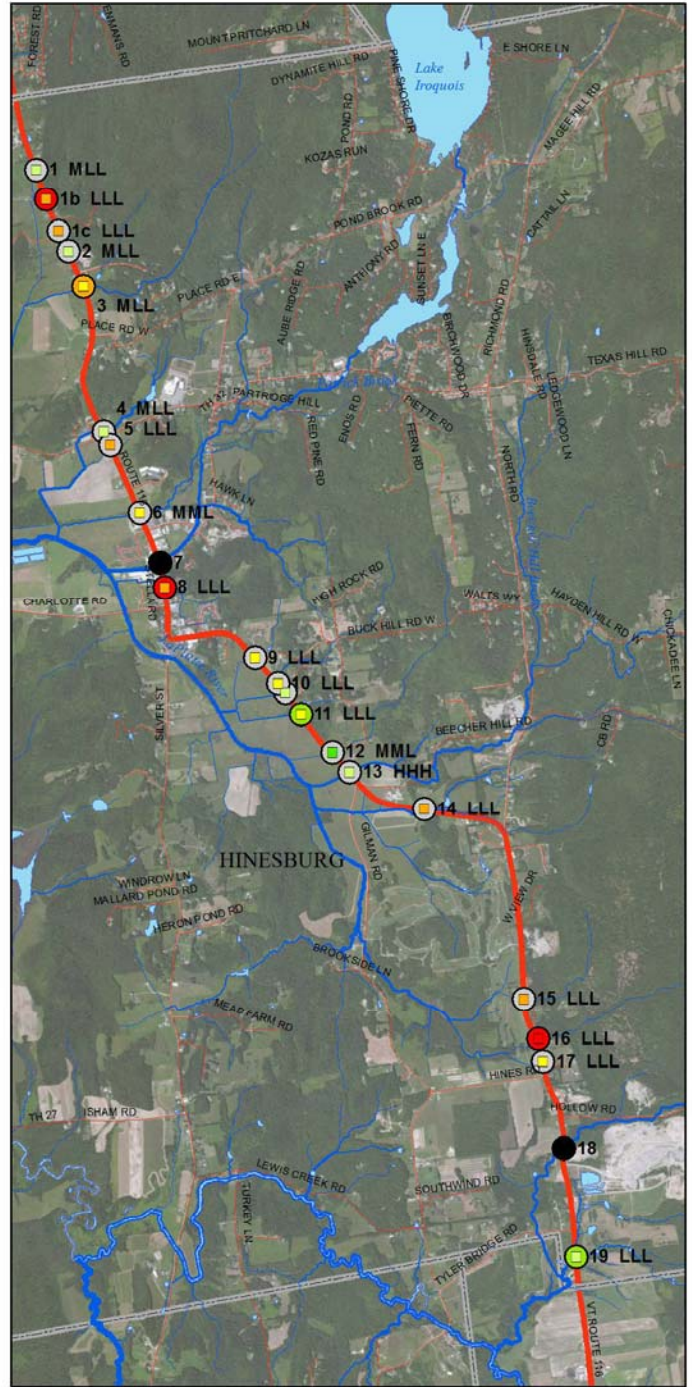 FOREST RD
ENMANS RD
MOUNT PRITCHARD LN
DYNAMITE HILL RD
PINE SHORE DR
E SHORE LN
Lake
Iroquois
MAGEE HILL RD
POND RD
KOZAS RUN
POND BROOK RD
CATTAIL LN
1 MLL
1b LLL
1c LLL
2 MLL
ANTHONY RD
SUNSET LN E
PLACE RD E
AUBE RIDGE RD
3 MLL
PLACE RD W
BIRCHWOOD DR
RICHMOND RD
HINSDALE RD
LEDGEWOOD LN
TEXAS HILL RD
PARTRIDGE HILL
RED PINE RD
ENOS RD
PIETTE RD
FERN RD
NORTH RD
4 MLL
5 LLL
HAWK LN
6 MML
7
8 LLL
CHARLOTTE RD
HIGH ROCK RD
WALTS WY
HAYDEN HILL RD W
CHICKADEE LN
BUCK HILL RD W
9 LLL
10 LLL
11 LLL
SILVER ST
BEECHER HILL RD
CB RD
12 MML
13 HHH
14 LLL
HINESBURG
GILMAN RD
WINDROW LN
MALLARD POND RD
HERON POND RD
W VIEW DR
BROOKSIDE LN
MEAD FARM RD
15 LLL
16 LLL
17 LLL
HINES RD
TH 27
ISHAM RD
HOLLOW RD
18
LEWIS CREEK RD
SOUTHWIND RD
TURKEY LN
TYLER BRIDGE RD
19 LLL
VT ROUTE 116